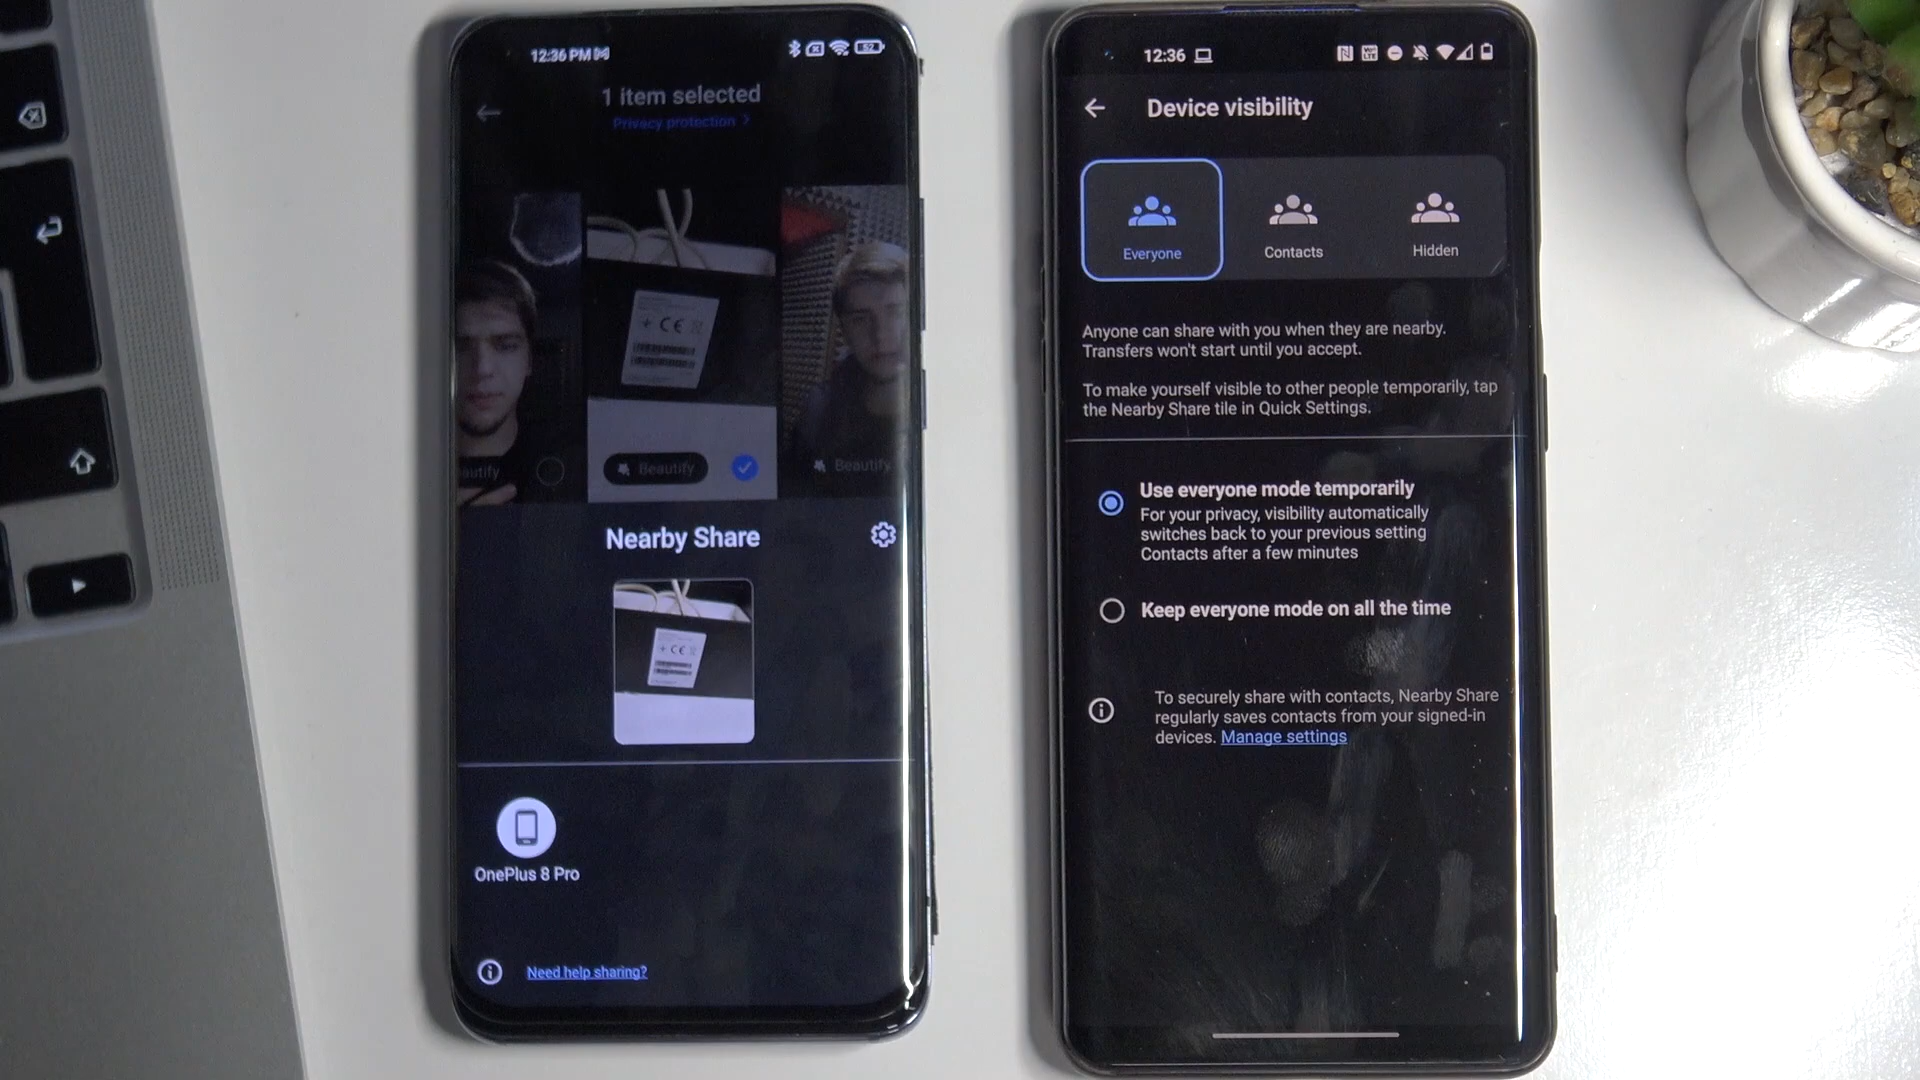 12:36 PM
52
1 item selected
Privacy protection >
CE
autify
Beautify
Beautify
Nearby Share
CE
OnePlus 8 Pro
Need help sharing?
12:36
Device visibility
Everyone
Contacts
Hidden
Anyone can share with you when they are nearby.
Transfers won't start until you accept.
To make yourself visible to other people temporarily, tap
the Nearby Share tile in Quick Settings.
Use everyone mode temporarily
For your privacy, visibility automatically
switches back to your previous setting
Contacts after a few minutes
Keep everyone mode on all the time
To securely share with contacts, Nearby Share
regularly saves contacts from your signed-in
devices. Manage settings